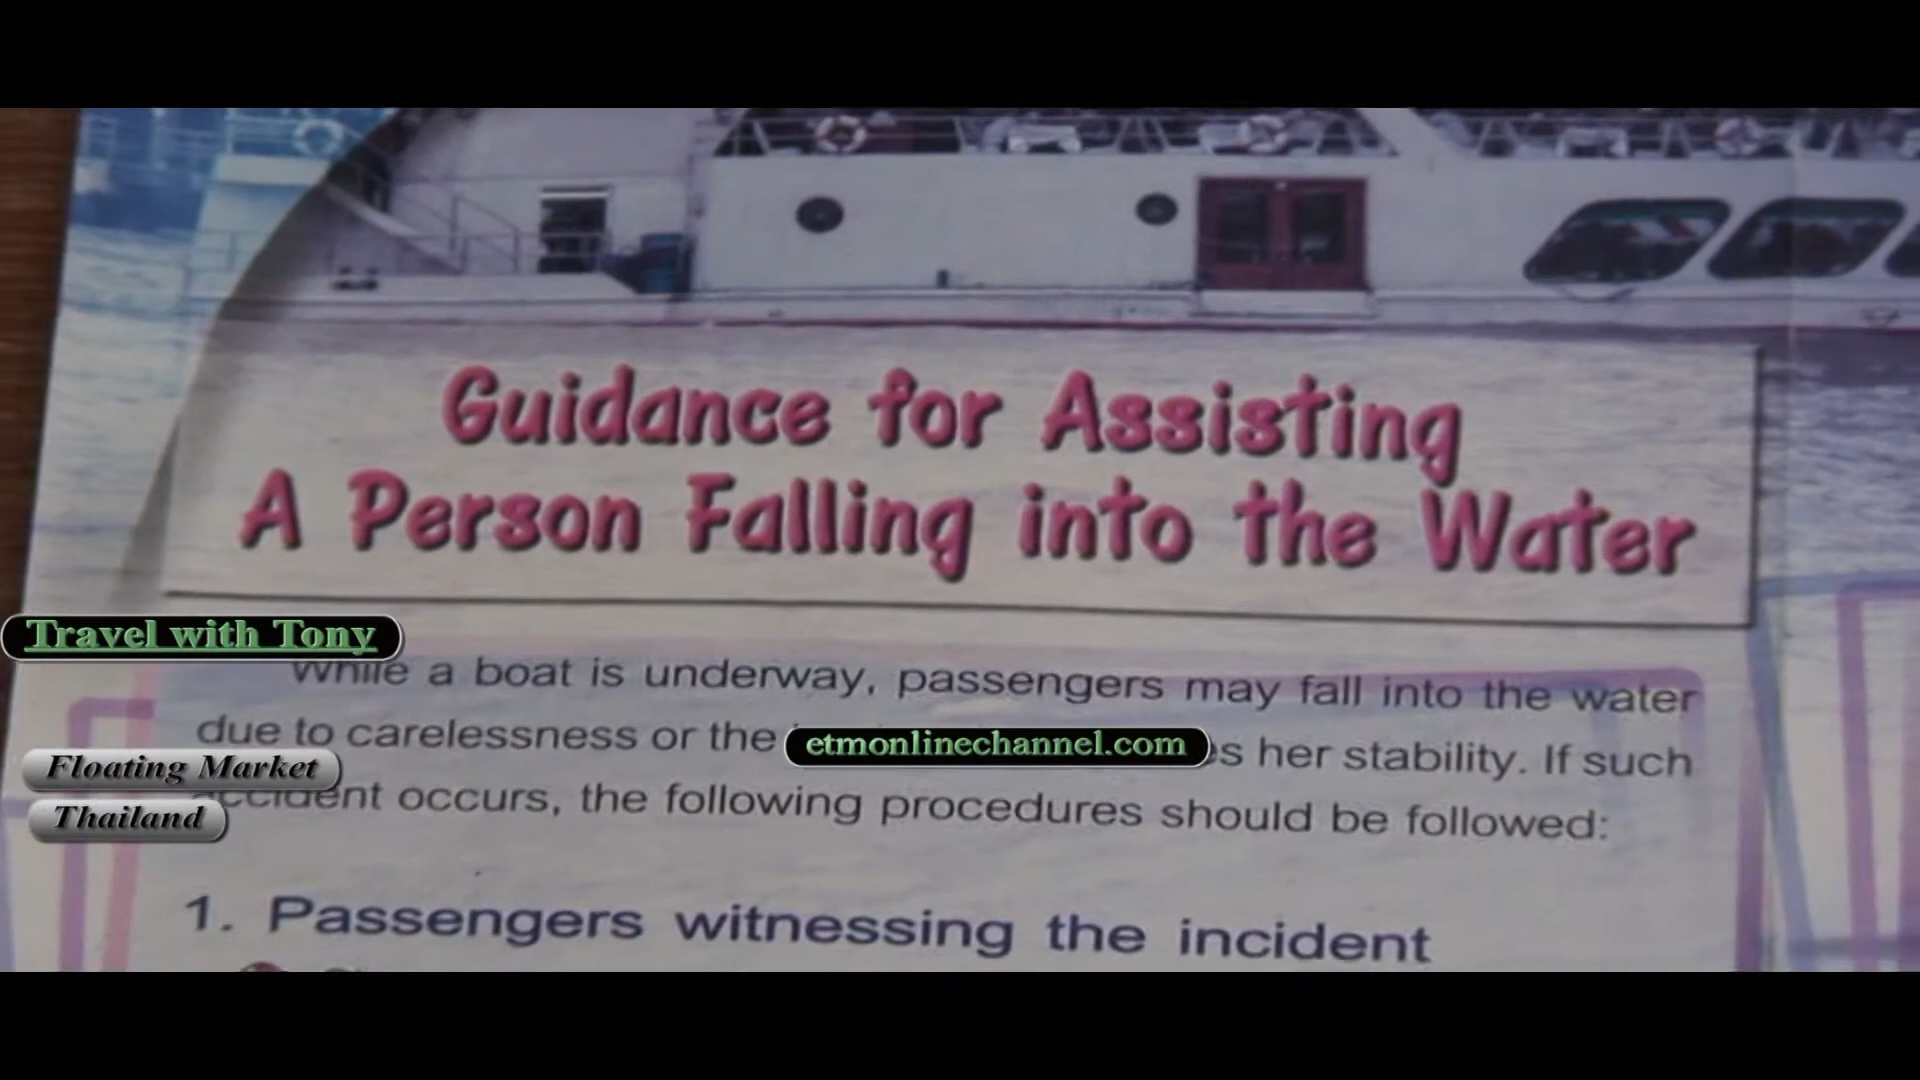 Guidance for Assisting
A Person Falling into the Water
Travel with Tony
While a boat is underway, passengers may fall into the water
due to carelessness or the
etmonlinechannel.com
her stability. If such
Floating Market
accident occurs, the following procedures should be followed:
Thailand
1. Passengers witnessing the incident